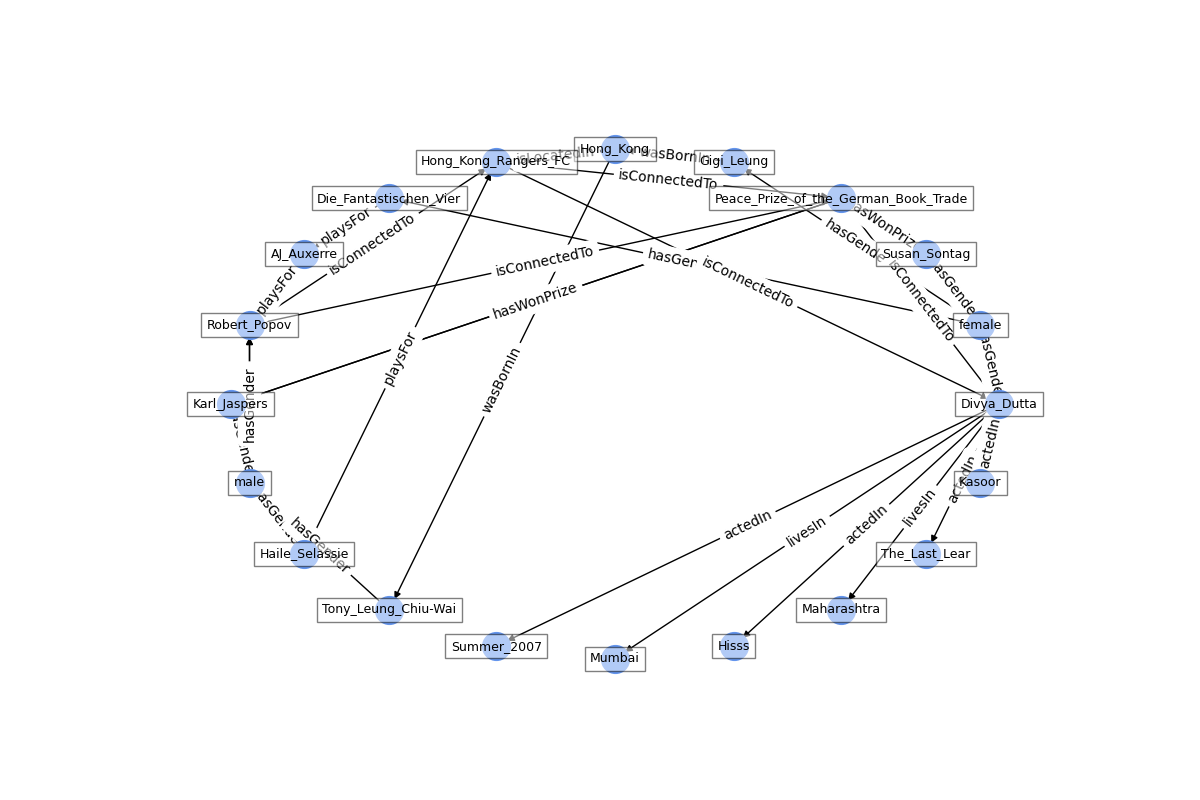 Hong_Kong
isLocatedIn
wasBornIn
Hong_Kong_Rangers_FC
Gigi_Leung
isConnectedTo
Die_Fantastischen_Vier
Peace_Prize_of_the_German_Book_Trade
playsFor
isConnectedTo
hasWonPrize
hasGender
AJ_Auxerre
Susan_Sontag
isConnectedTo
hasGender
isConnectedTo
playsFor
isConnectedTo
hasGender
Robert_Popov
female
hasWonPrize
playsFor
wasBornIn
hasGender
hasGender
Karl_Jaspers
Divya_Dutta
hasGender
actedIn
male
Kasoor
actedIn
hasGender
hasGender
actedIn
livesIn
actedIn
livesIn
Haile_Selassie
The_Last_Lear
Tony_Leung_Chiu-Wai
Maharashtra
Summer_2007
Hisss
Mumbai